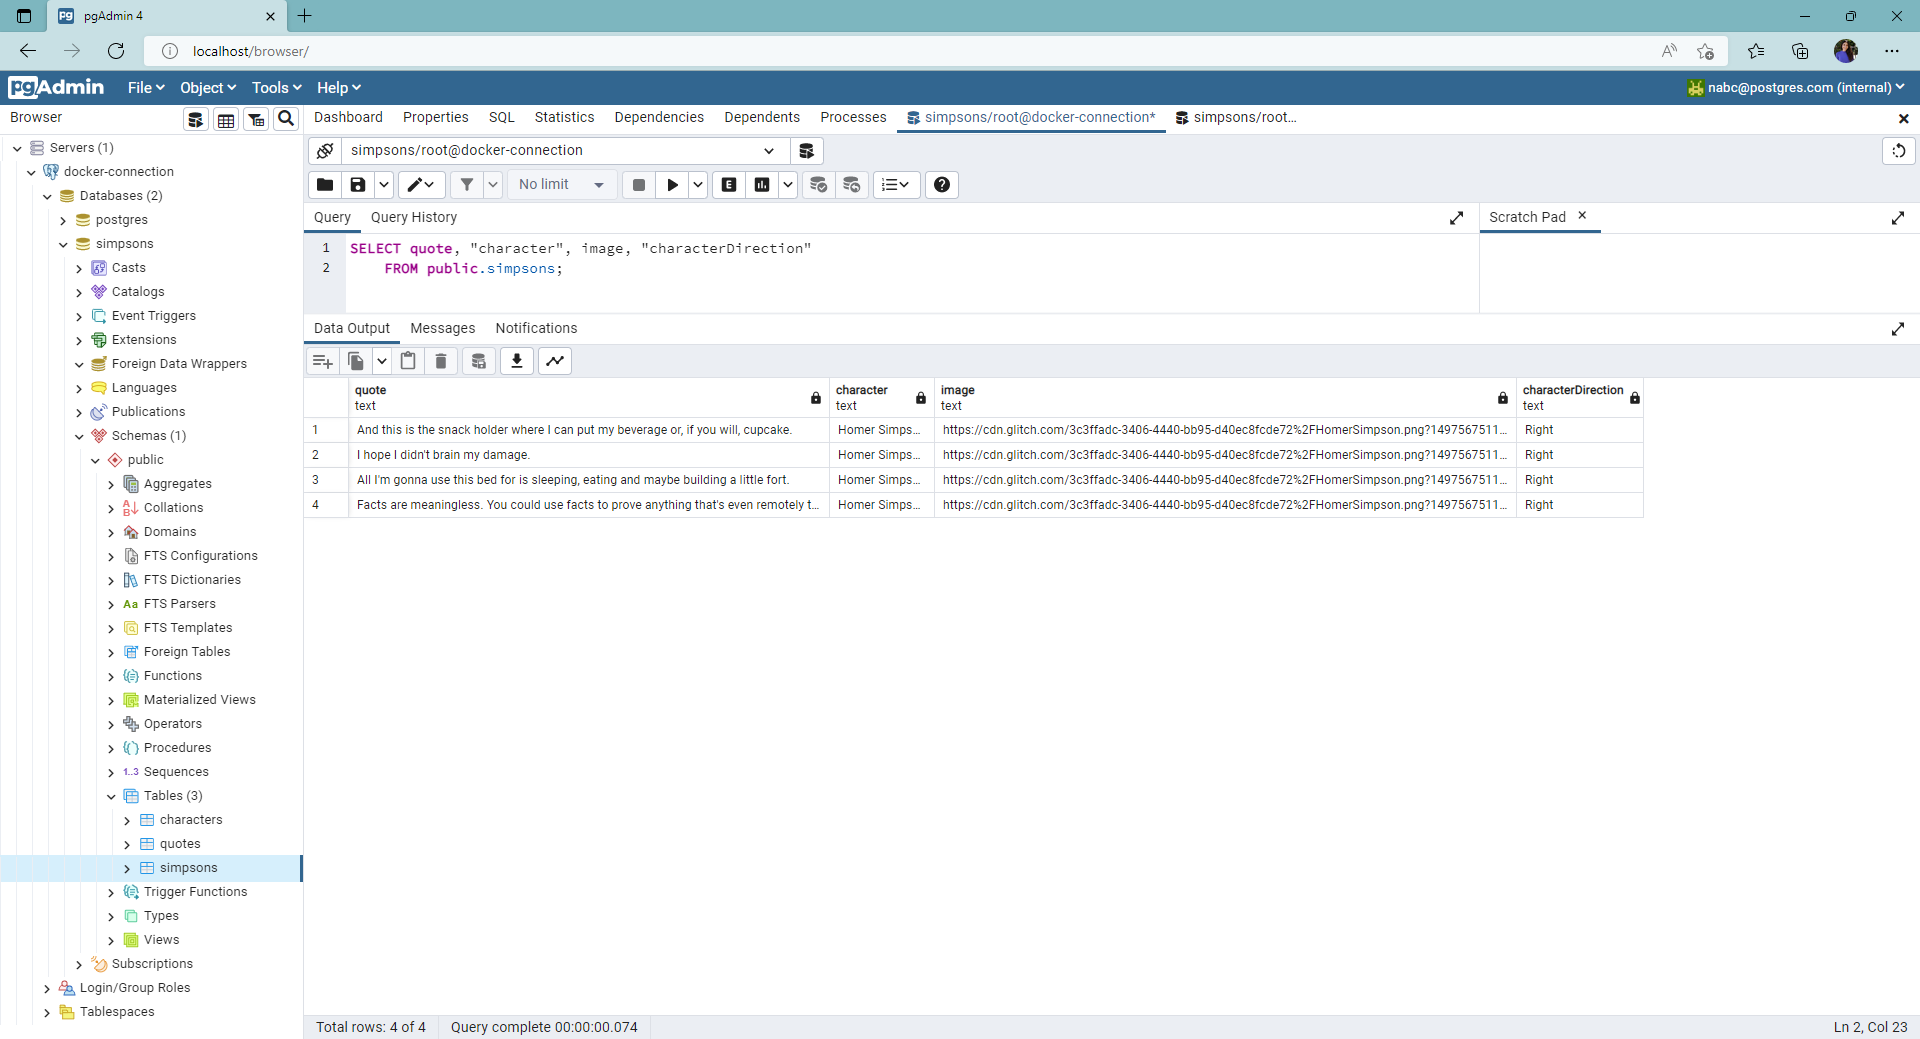 pgAdmin 4
localhost/browser/
pgAdmin File Object Tools Help nabc@postgres.com (internal)
Browser
Dashboard Properties SQL Statistics Dependencies Dependents Processes simpsons/root@docker-connection* simpsons/root...
simpsons/root@docker-connection
No limit
E
Query Query History Scratch Pad
1 SELECT quote, "character", image, "characterDirection"
2 FROM public.simpsons;
Data Output Messages Notifications
quote character image characterDirection
text text text text
1 And this is the snack holder where I can put my beverage or, if you will, cupcake. Homer Simps... https://cdn.glitch.com/3c3ffadc-3406-4440-bb95-d40ec8fcde72%2FHomerSimpson.png?1497567511... Right
2 I hope I didn't brain my damage. Homer Simps... https://cdn.glitch.com/3c3ffadc-3406-4440-bb95-d40ec8fcde72%2FHomerSimpson.png?1497567511... Right
3 All I'm gonna use this bed for is sleeping, eating and maybe building a little fort. Homer Simps... https://cdn.glitch.com/3c3ffadc-3406-4440-bb95-d40ec8fcde72%2FHomerSimpson.png?1497567511... Right
4 Facts are meaningless. You could use facts to prove anything that's even remotely t... Homer Simps... https://cdn.glitch.com/3c3ffadc-3406-4440-bb95-d40ec8fcde72%2FHomerSimpson.png?1497567511... Right
Servers (1)
docker-connection
Databases (2)
postgres
simpsons
Casts
Catalogs
Event Triggers
Extensions
Foreign Data Wrappers
Languages
Publications
Schemas (1)
public
Aggregates
Collations
Domains
FTS Configurations
FTS Dictionaries
Aa FTS Parsers
FTS Templates
Foreign Tables
Functions
Materialized Views
Operators
Procedures
1..3 Sequences
Tables (3)
characters
quotes
simpsons
Trigger Functions
Types
Views
Subscriptions
Login/Group Roles
Tablespaces
Total rows: 4 of 4 Query complete 00:00:00.074 Ln 2, Col 23